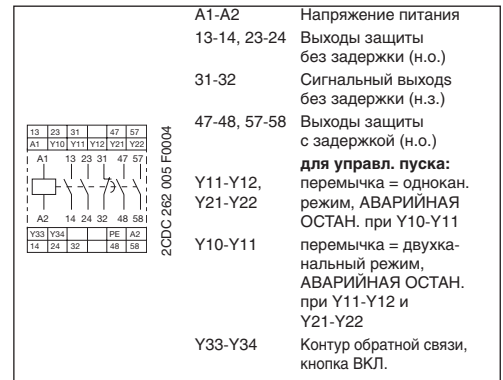 13 23 31 47 57
A1 Y10 Y11 Y12 Y21 Y22
A1 13 23 31 47 57
A2 14 24 32 48 58
Y33 Y34 PE A2
14 24 32 48 58
2CDC 262 005 F0004
A1-A2 Напряжение питания
13-14, 23-24 Выходы защиты
без задержки (н.о.)
31-32 Сигнальный выходs
без задержки (н.з.)
47-48, 57-58 Выходы защиты
с задержкой (н.о.)
для управл. пуска:
Y11-Y12, перемычка = однокан.
Y21-Y22 режим, АВАРИЙНАЯ
ОСТАН. при Y10-Y11
Y10-Y11 перемычка = двухка-
нальный режим,
АВАРИЙНАЯ ОСТАН.
при Y11-Y12 и
Y21-Y22
Y33-Y34 Контур обратной связи,
кнопка ВКЛ.